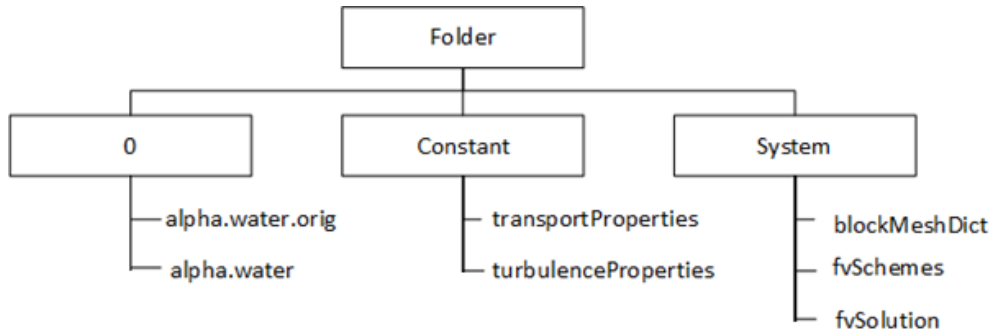 Folder
0
Constant
System
alpha.water.orig
transportProperties
blockMeshDict
alpha.water
turbulenceProperties
fvSchemes
fvSolution